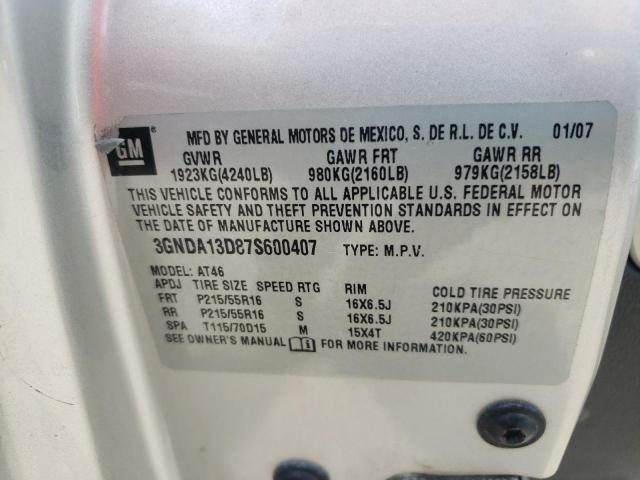 GM®
MFD BY GENERAL MOTORS DE MEXICO, S. DE R.L. DE C.V. 01/07
GVWR GAWR FRT GAWR RR
1923KG(4240LB) 980KG(2160LB) 979KG(2158LB)
THIS VEHICLE CONFORMS TO ALL APPLICABLE U.S. FEDERAL MOTOR
VEHICLE SAFETY AND THEFT PREVENTION STANDARDS IN EFFECT ON
THE DATE OF MANUFACTURE SHOWN ABOVE.
3GNDA13D87S600407 TYPE: M.P.V.
MODEL: AT46
APDJ TIRE SIZE SPEED RTG RIM COLD TIRE PRESSURE
FRT P215/55R16 S 16X6.5J 210KPA(30PSI)
RR P215/55R16 S 16X6.5J 210KPA(30PSI)
SPA T115/70D15 M 15X4T 420KPA(60PSI)
SEE OWNER'S MANUAL FOR MORE INFORMATION.